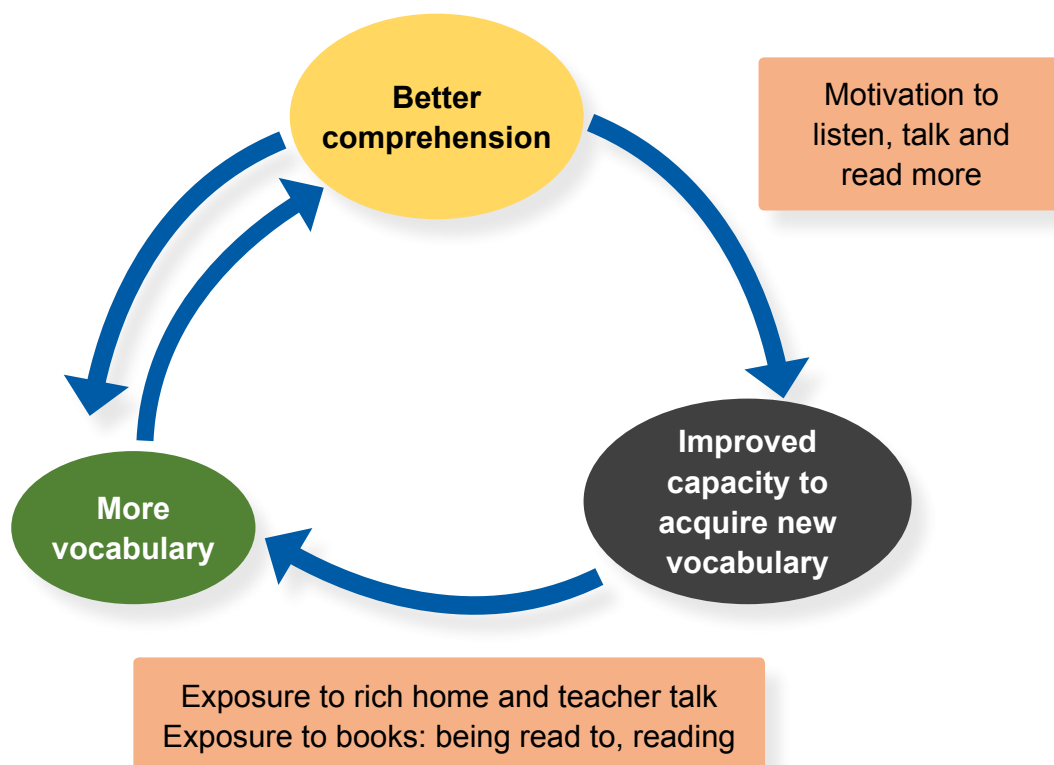 Better
comprehension
Motivation to
listen, talk and
read more
Improved
capacity to
acquire new
vocabulary
More
vocabulary
Exposure to rich home and teacher talk
Exposure to books: being read to, reading